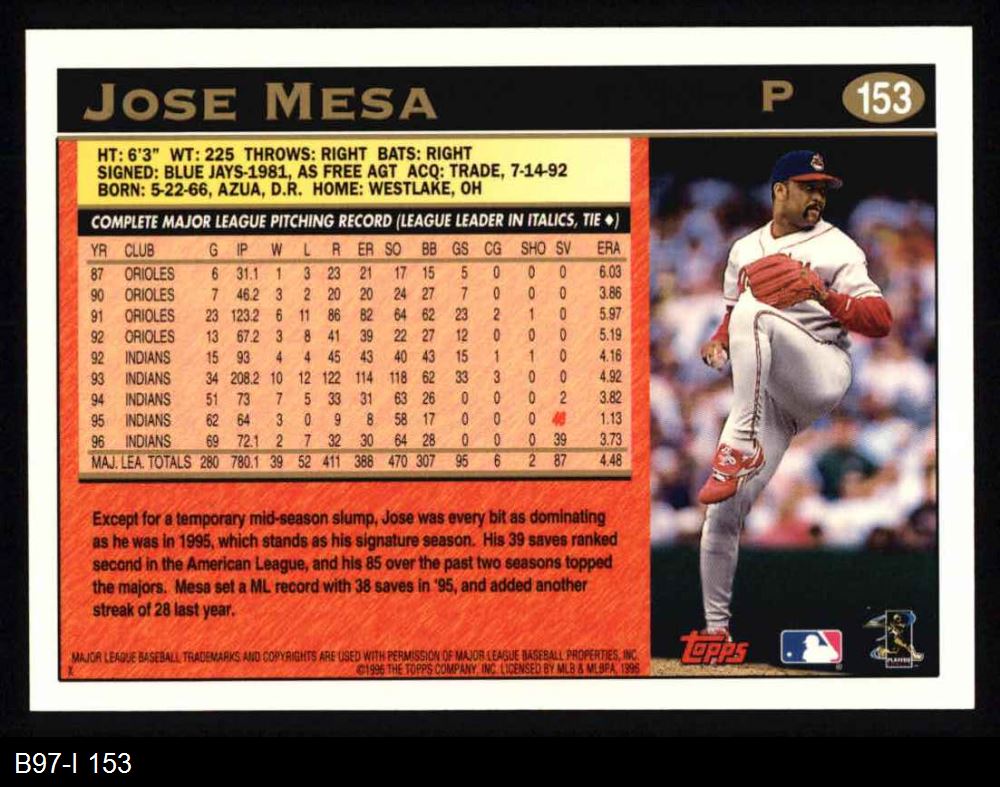 JOSE MESA P 153
HT: 6'3" WT: 225 THROWS: RIGHT BATS: RIGHT
SIGNED: BLUE JAYS-1981, AS FREE AGT ACQ: TRADE, 7-14-92
BORN: 5-22-66, AZUA, D.R. HOME: WESTLAKE, OH
COMPLETE MAJOR LEAGUE PITCHING RECORD (LEAGUE LEADER IN ITALICS, TIE ♦)
YR CLUB G IP W L R ER SO BB GS CG SHO SV ERA
87 ORIOLES 6 31.1 1 3 23 21 17 15 5 0 0 0 6.03
90 ORIOLES 7 46.2 3 2 20 20 24 27 7 0 0 0 3.86
91 ORIOLES 23 123.2 6 11 86 82 64 62 23 2 1 0 5.97
92 ORIOLES 13 67.2 3 8 41 39 22 27 12 0 0 0 5.19
92 INDIANS 15 93 4 4 45 43 40 43 15 1 1 0 4.16
93 INDIANS 34 208.2 10 12 122 114 118 62 33 3 0 0 4.92
94 INDIANS 51 73 7 5 33 31 63 26 0 0 0 2 3.82
95 INDIANS 62 64 3 0 9 8 58 17 0 0 0 46 1.13
96 INDIANS 69 72.1 2 7 32 30 64 28 0 0 0 39 3.73
MAJ. LEA. TOTALS 280 780.1 39 52 411 388 470 307 95 6 2 87 4.48
Except for a temporary mid-season slump, Jose was every bit as dominating
as he was in 1995, which stands as his signature season. His 39 saves ranked
second in the American League, and his 85 over the past two seasons topped
the majors. Mesa set a ML record with 38 saves in '95, and added another
streak of 28 last year.
MAJOR LEAGUE BASEBALL TRADEMARKS AND COPYRIGHTS ARE USED WITH PERMISSION OF MAJOR LEAGUE BASEBALL PROPERTIES, INC.
©1996 THE TOPPS COMPANY, INC. LICENSED BY MLB & MLBPA, 1996
Topps
PLAYERS
B97-I 153